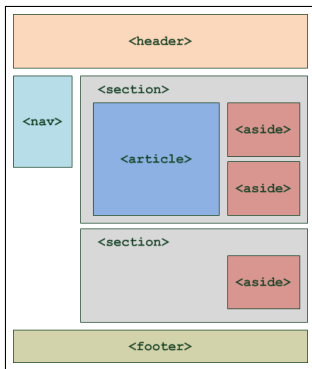 <header>
<nav>
<section>
<article>
<aside>
<aside>
<section>
<aside>
<footer>